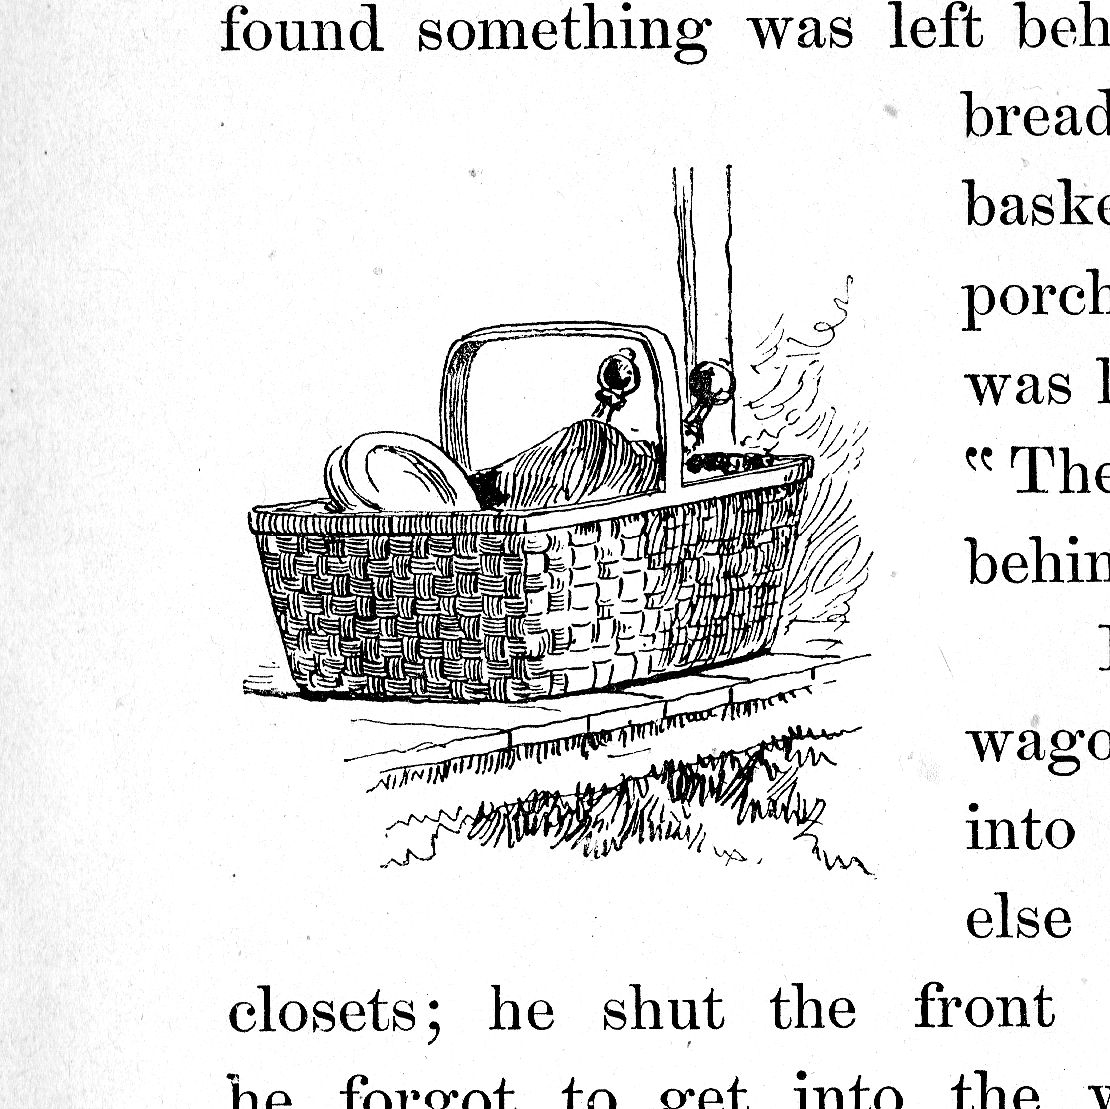 found something was left beh
bread
baske
porch
was h
“ The
behin
wago
into
else
closets; he shut the front
he forgot to get into the